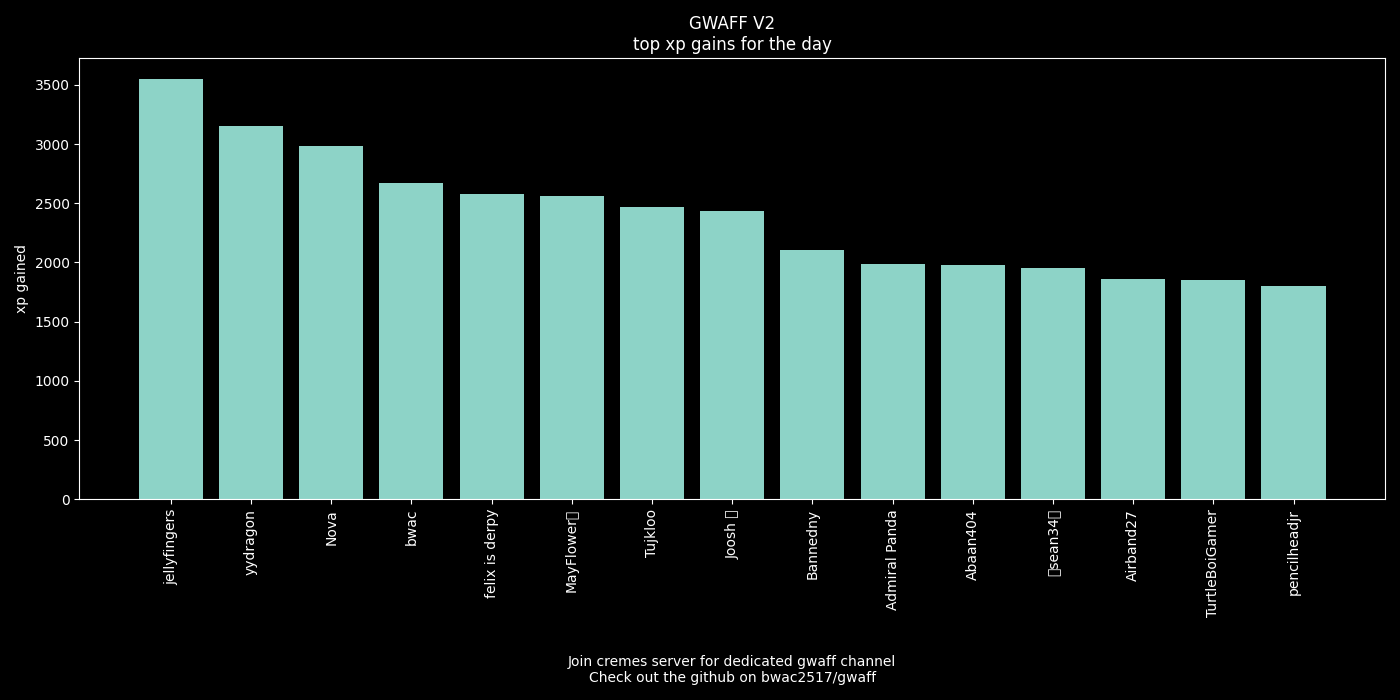 GWAFF V2
top xp gains for the day
3500
3000
2500
2000
1500
1000
500
0
xp gained
jellyfingers
yydragon
Nova
bwac
felix is derpy
MayFlower▯
Tujkloo
Joosh ▯
Bannedny
Admiral Panda
Abaan404
▯sean34▯
Airband27
TurtleBoiGamer
pencilheadjr
Join cremes server for dedicated gwaff channel
Check out the github on bwac2517/gwaff